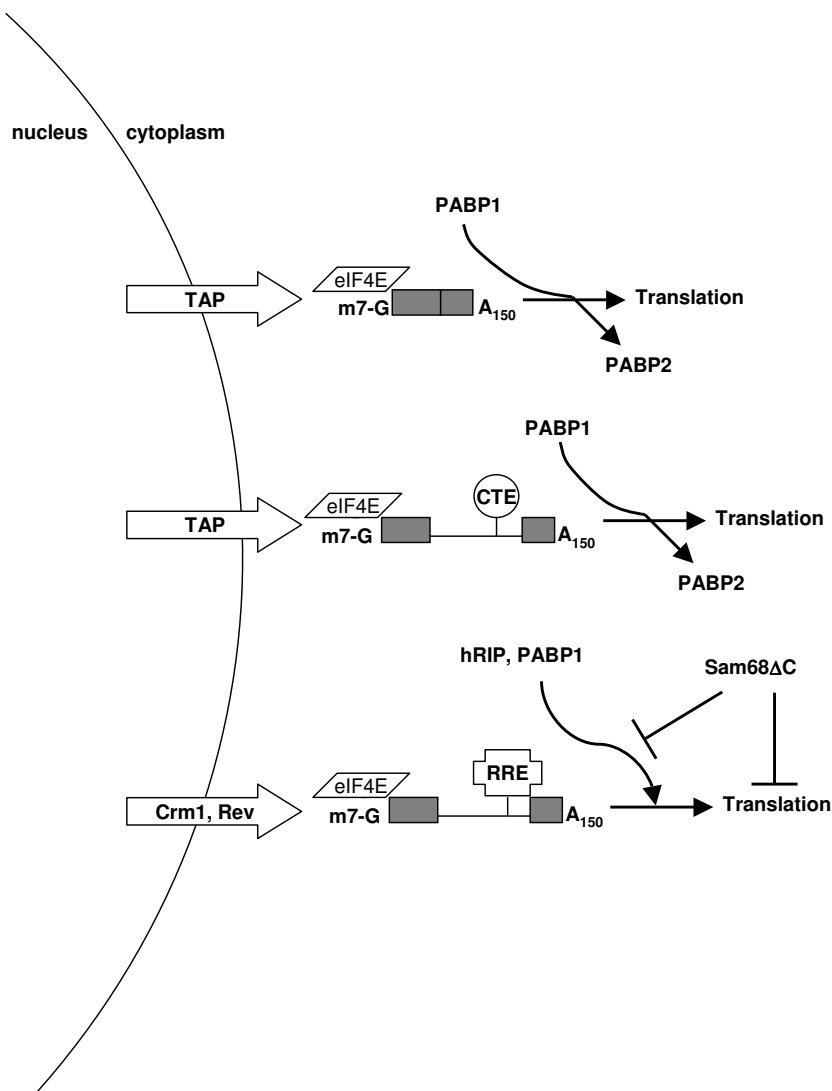 nucleus cytoplasm
PABP1
eIF4E
TAP
m7-G
A150
Translation
PABP2
PABP1
eIF4E
CTE
TAP
m7-G
A150
Translation
PABP2
hRIP, PABP1
Sam68ΔC
eIF4E
RRE
Crm1, Rev
m7-G
A150
Translation